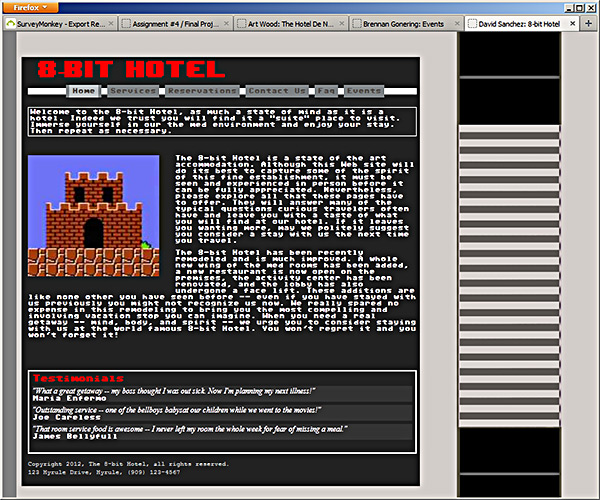 Firefox
SurveyMonkey - Export Re...
Assignment #4 / Final Proj...
Art Wood: The Hotel De N...
Brennan Gonering: Events
David Sanchez: 8-bit Hotel
8-BIT HOTEL
Home
Services
Reservations
Contact Us
Faq
Events
Welcome to the 8-bit Hotel, as much a state of mind as it is a
hotel. Indeed we trust you will find it a "suite" place to visit.
Immerse yourself in our the med environment and enjoy your stay.
Then repeat as necessary.
The 8-bit Hotel is a state of the art
accommodation. Although this Web site will
do its best to capture some of the spirit
of this fine establishment, it must be
seen and experienced in person before it
can be fully appreciated. Nevertheless,
please explore all that these pages have
to offer. They will answer many of the
typical questions curious travelers often
have and leave you with a taste of what
you will find at our hotel. If it leaves
you wanting more, may we politely suggest
you consider a stay with us the next time
you travel.
The 8-bit Hotel has been recently
remodeled and is much improved. A whole
new wing of the med rooms has been added,
a new restaurant is now open on the
premises, the activity center has been
renovated, and the lobby has also
undergone a face lift. These additions are
like none other you have seen before -- even if you have stayed with
us previously you might not recognize us now. We really spared no
expense in this remodeling to bring you the most compelling and
involving vacation stop you can imagine. When you need a real
getaway -- mind, body, and spirit -- we urge you to consider staying
with us at the world famous 8-bit Hotel. You won't regret it and you
won't forget it!
Testimonials
"What a great getaway -- my boss thought I was out sick. Now I'm planning my next illness!"
Maria Enfermo
"Outstanding service -- one of the bellboys babysat our children while we went to the movies!"
Joe Careless
"That room service food is awesome -- I never left my room the whole week for fear of missing a meal."
James Bellyfull
Copyright 2012, The 8-bit Hotel, all rights reserved.
123 Hyrule Drive, Hyrule, (909) 123-4567